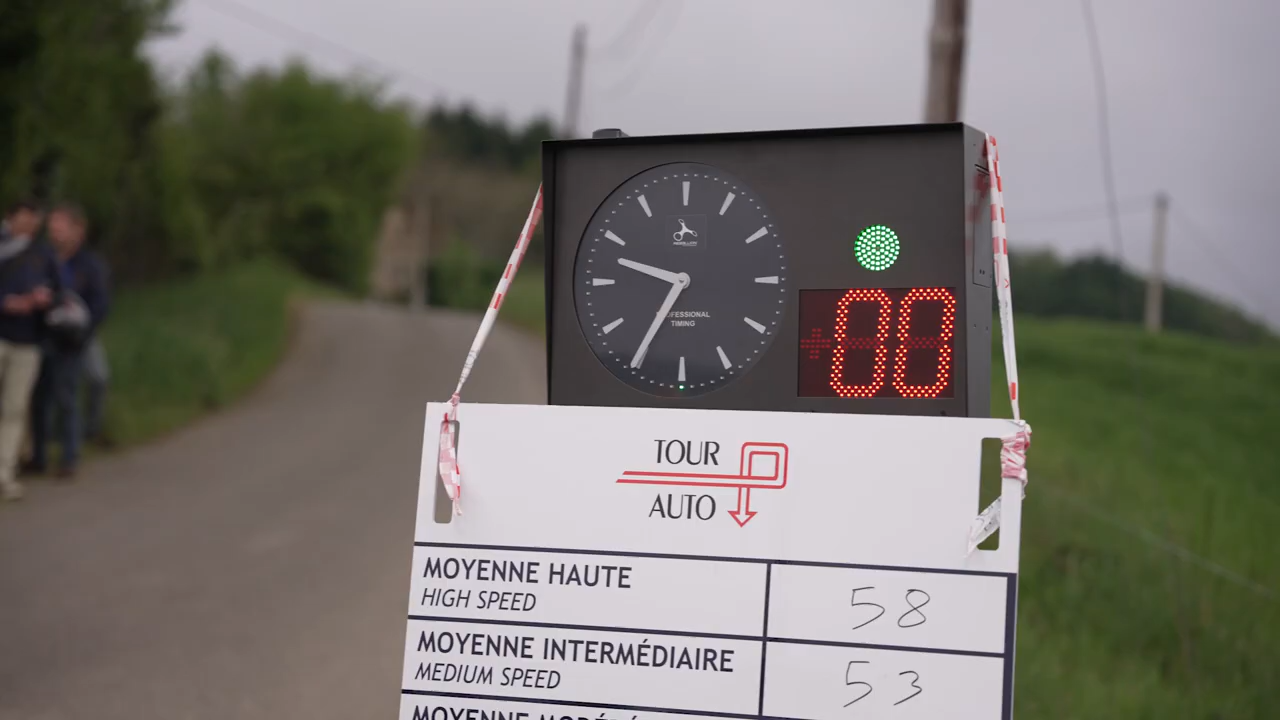 PROFESSIONAL
TIMING
00
TOUR
AUTO
MOYENNE HAUTE
HIGH SPEED
58
MOYENNE INTERMÉDIAIRE
MEDIUM SPEED
53